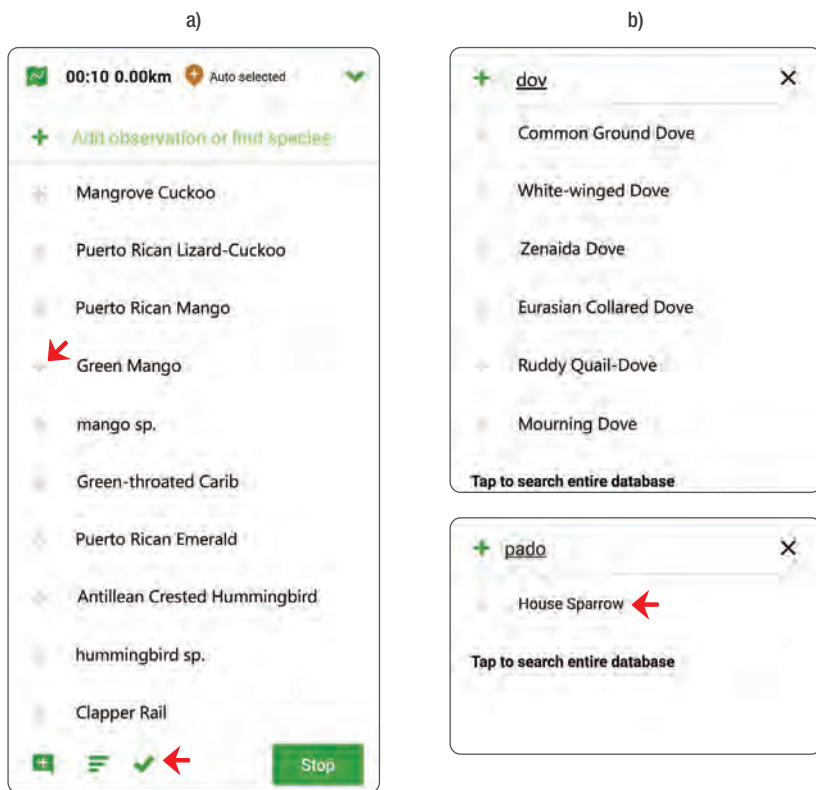 a)
00:10 0.00km Auto selected
+ Add observation or find species
Mangrove Cuckoo
Puerto Rican Lizard-Cuckoo
Puerto Rican Mango
Green Mango
mango sp.
Green-throated Carib
Puerto Rican Emerald
Antillean Crested Hummingbird
hummingbird sp.
Clapper Rail
Stop
b)
+ dov
Common Ground Dove
White-winged Dove
Zenaida Dove
Eurasian Collared Dove
Ruddy Quail-Dove
Mourning Dove
Tap to search entire database
+ pado
House Sparrow
Tap to search entire database